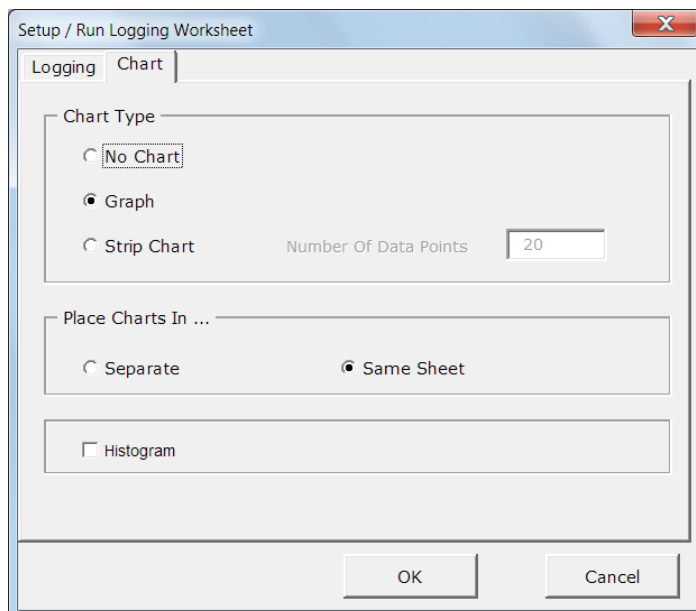 Setup / Run Logging Worksheet
Logging Chart
Chart Type
No Chart
Graph
Strip Chart Number Of Data Points 20
Place Charts In ...
Separate Same Sheet
Histogram
OK Cancel